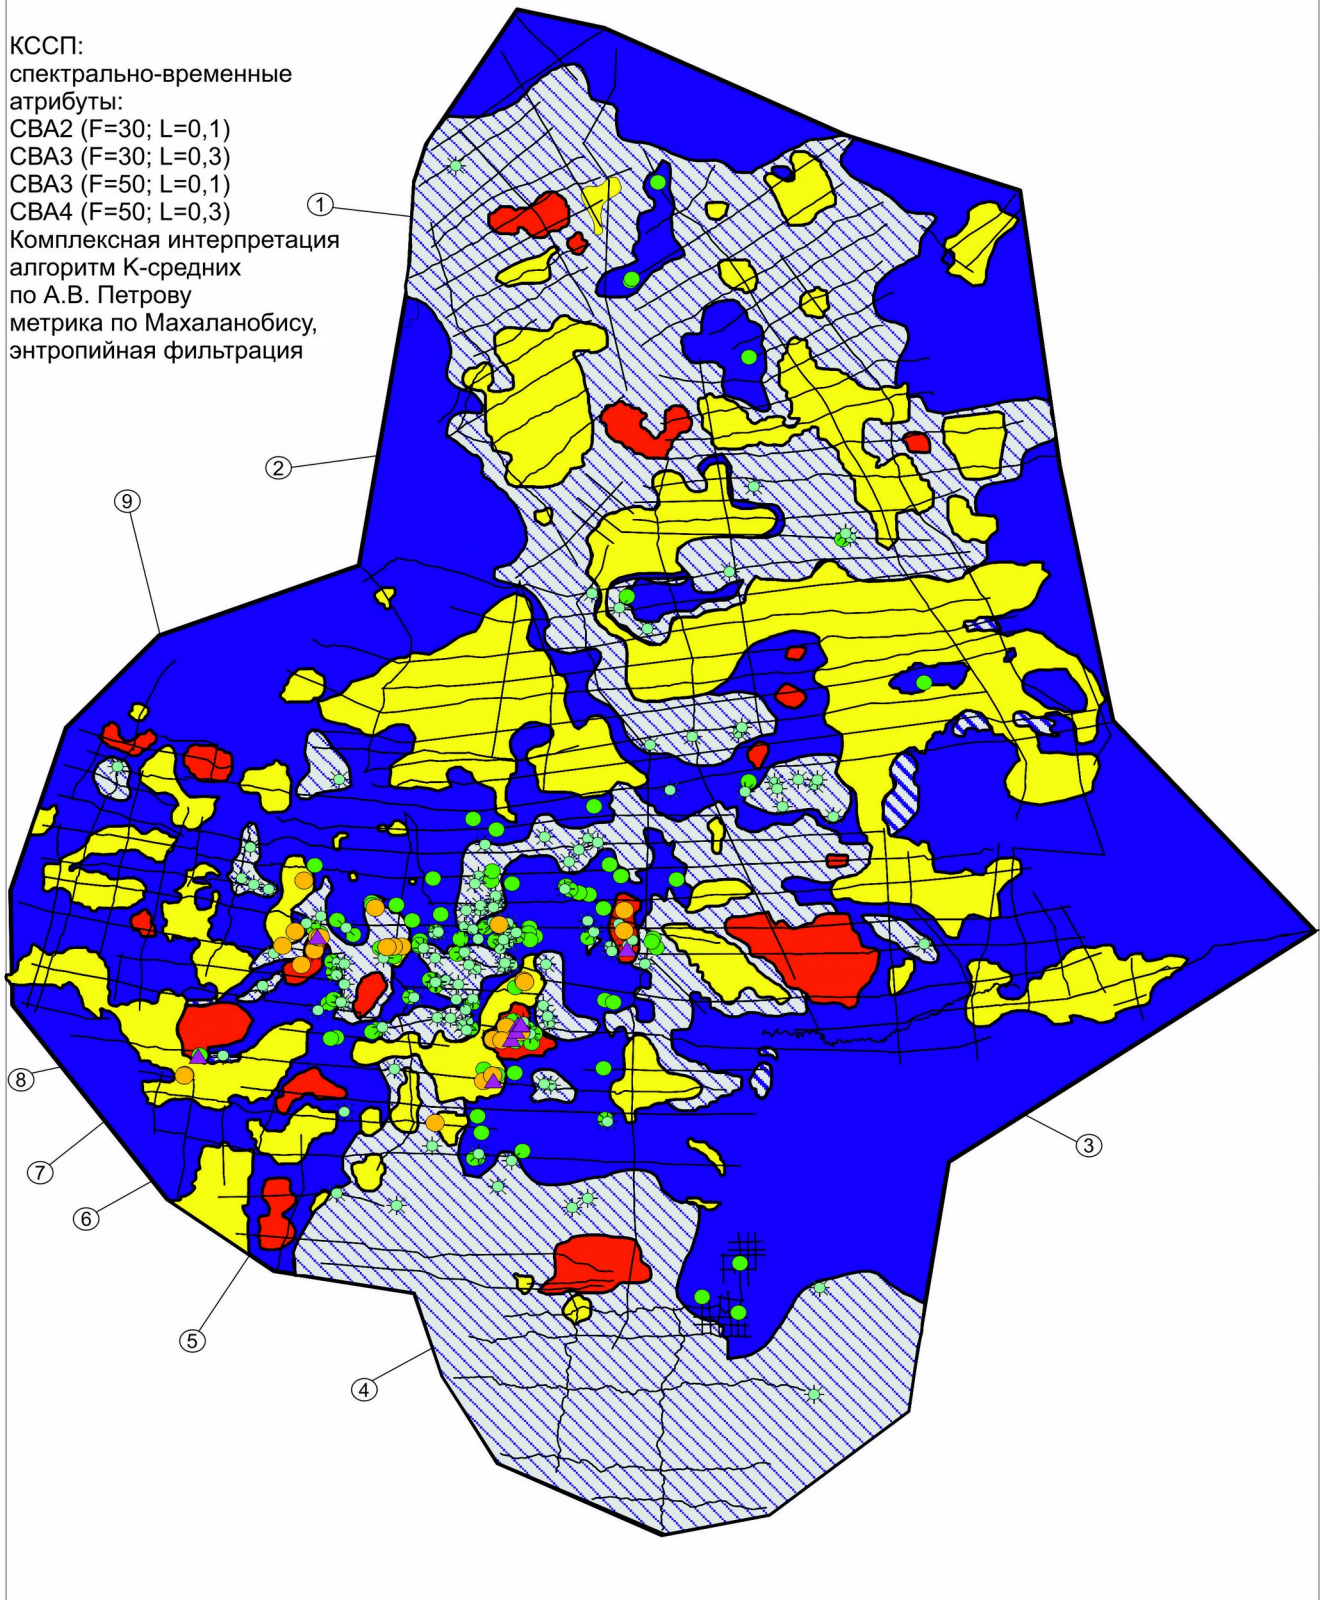 КССП:
спектрально-временные
атрибуты:
СВА2 (F=30; L=0,1)
СВА3 (F=30; L=0,3)
СВА3 (F=50; L=0,1)
СВА4 (F=50; L=0,3)
Комплексная интерпретация
алгоритм К-средних
по А.В. Петрову
метрика по Махаланобису,
энтропийная фильтрация
1
2
9
8
7
6
5
4
3